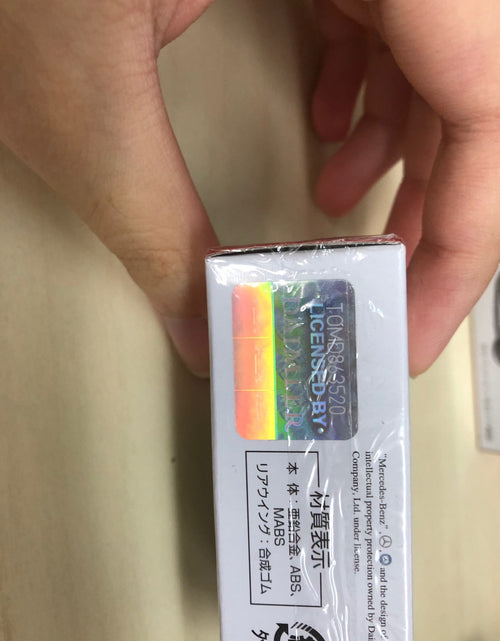 TOMD863520
LICENSED BY
DAIMLER
"Mercedes-Benz", and the design of
intellectual property protection owned by D
Company, Ltd. under license.
材質表示
本 体:亜鉛合金、ABS、
MABS
リアウイング:合成ゴム